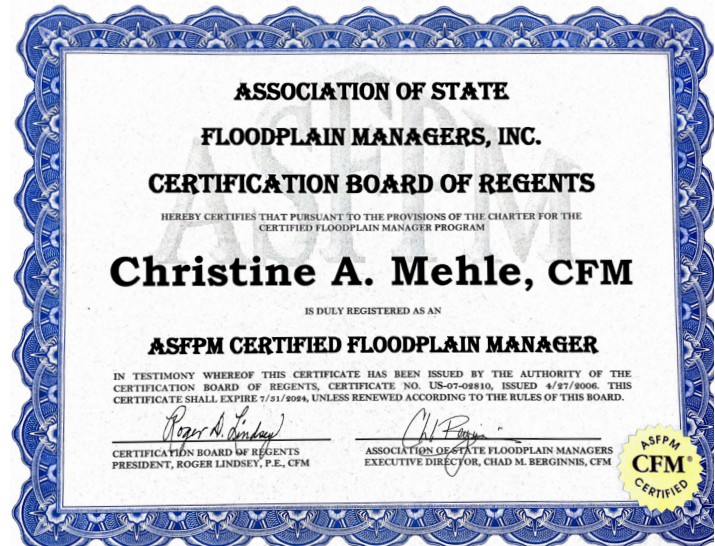 ASSOCIATION OF STATE
FLOODPLAIN MANAGERS, INC.
CERTIFICATION BOARD OF REGENTS
HEREBY CERTIFIES THAT PURSUANT TO THE PROVISIONS OF THE CHARTER FOR THE
CERTIFIED FLOODPLAIN MANAGER PROGRAM
ASFPM
Christine A. Mehle, CFM
IS DULY REGISTERED AS AN
ASFPM CERTIFIED FLOODPLAIN MANAGER
IN TESTIMONY WHEREOF THIS CERTIFICATE HAS BEEN ISSUED BY THE AUTHORITY OF THE
CERTIFICATION BOARD OF REGENTS, CERTIFICATE NO. US-07-02810, ISSUED 4/27/2006. THIS
CERTIFICATE SHALL EXPIRE 7/31/2024, UNLESS RENEWED ACCORDING TO THE RULES OF THIS BOARD.
Roger D. Lindsey
CERTIFICATION BOARD OF REGENTS
PRESIDENT, ROGER LINDSEY, P.E., CFM
ASSOCIATION OF STATE FLOODPLAIN MANAGERS
EXECUTIVE DIRECTOR, CHAD M. BERGINNIS, CFM
ASFPM
CFM®
CERTIFIED